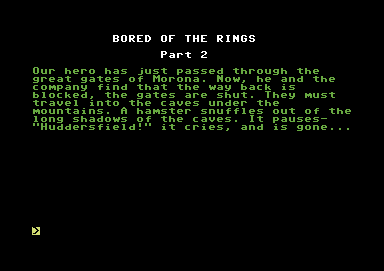 BORED OF THE RINGS
Part 2
Our hero has just passed through the
great gates of Morona. Now, he and the
company find that the way back is
blocked, the gates are shut. They must
travel into the caves under the
mountains. A hamster snuffles out of the
long shadows of the caves. It pauses-
"Huddersfield!" it cries, and is gone...
>